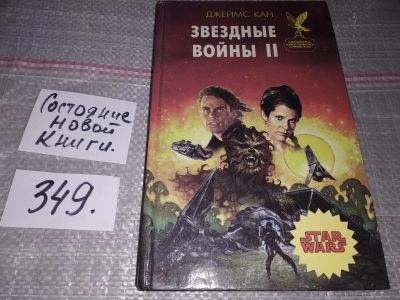 ДЖЕЙМС КАН
ЗВЕЗДНЫЕ
ВОЙНЫ II
Состояние
Новой
Книги.
349.
STAR
WARS